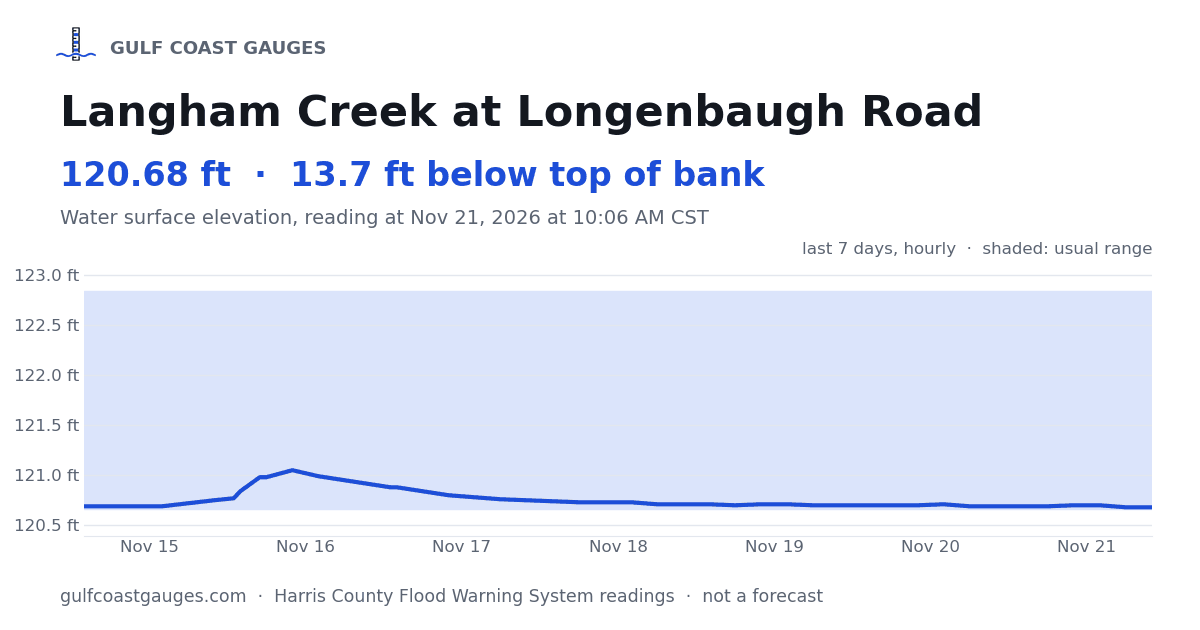 GULF COAST GAUGES
Langham Creek at Longenbaugh Road
120.68 ft · 13.7 ft below top of bank
Water surface elevation, reading at Nov 21, 2026 at 10:06 AM CST
last 7 days, hourly · shaded: usual range
123.0 ft
122.5 ft
122.0 ft
121.5 ft
121.0 ft
120.5 ft
Nov 15 Nov 16 Nov 17 Nov 18 Nov 19 Nov 20 Nov 21
gulfcoastgauges.com · Harris County Flood Warning System readings · not a forecast